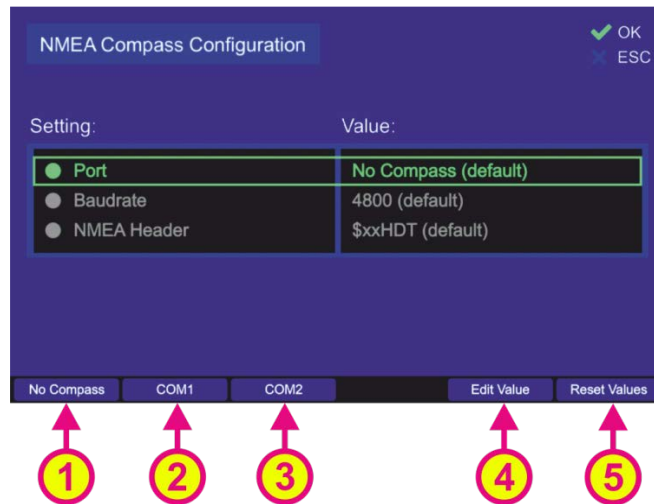 NMEA Compass Configuration
OK
ESC
Setting:
Value:
Port
No Compass (default)
Baudrate
4800 (default)
NMEA Header
$xxHDT (default)
No Compass
COM1
COM2
Edit Value
Reset Values
1
2
3
4
5